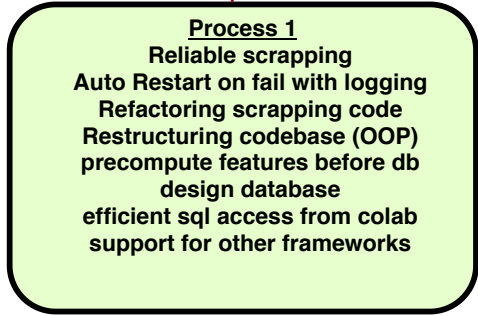 Process 1
Reliable scrapping
Auto Restart on fail with logging
Refactoring scrapping code
Restructuring codebase (OOP)
precompute features before db
design database
efficient sql access from colab
support for other frameworks